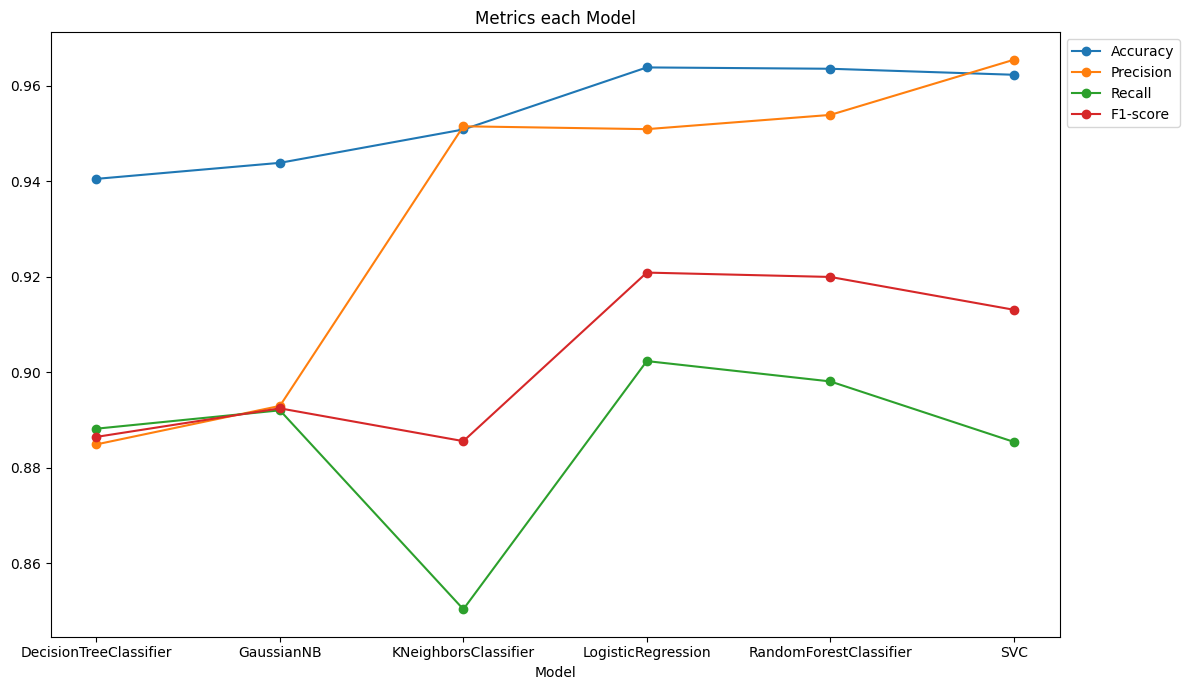 Metrics each Model
Accuracy
Precision
Recall
F1-score
0.96
0.94
0.92
0.90
0.88
0.86
DecisionTreeClassifier GaussianNB KNeighborsClassifier LogisticRegression RandomForestClassifier SVC
Model